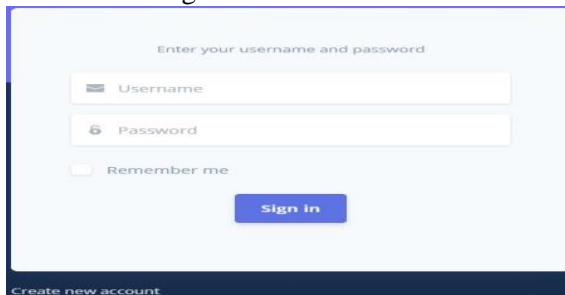 Enter your username and password
Username
Password
Remember me
Sign in
Create new account